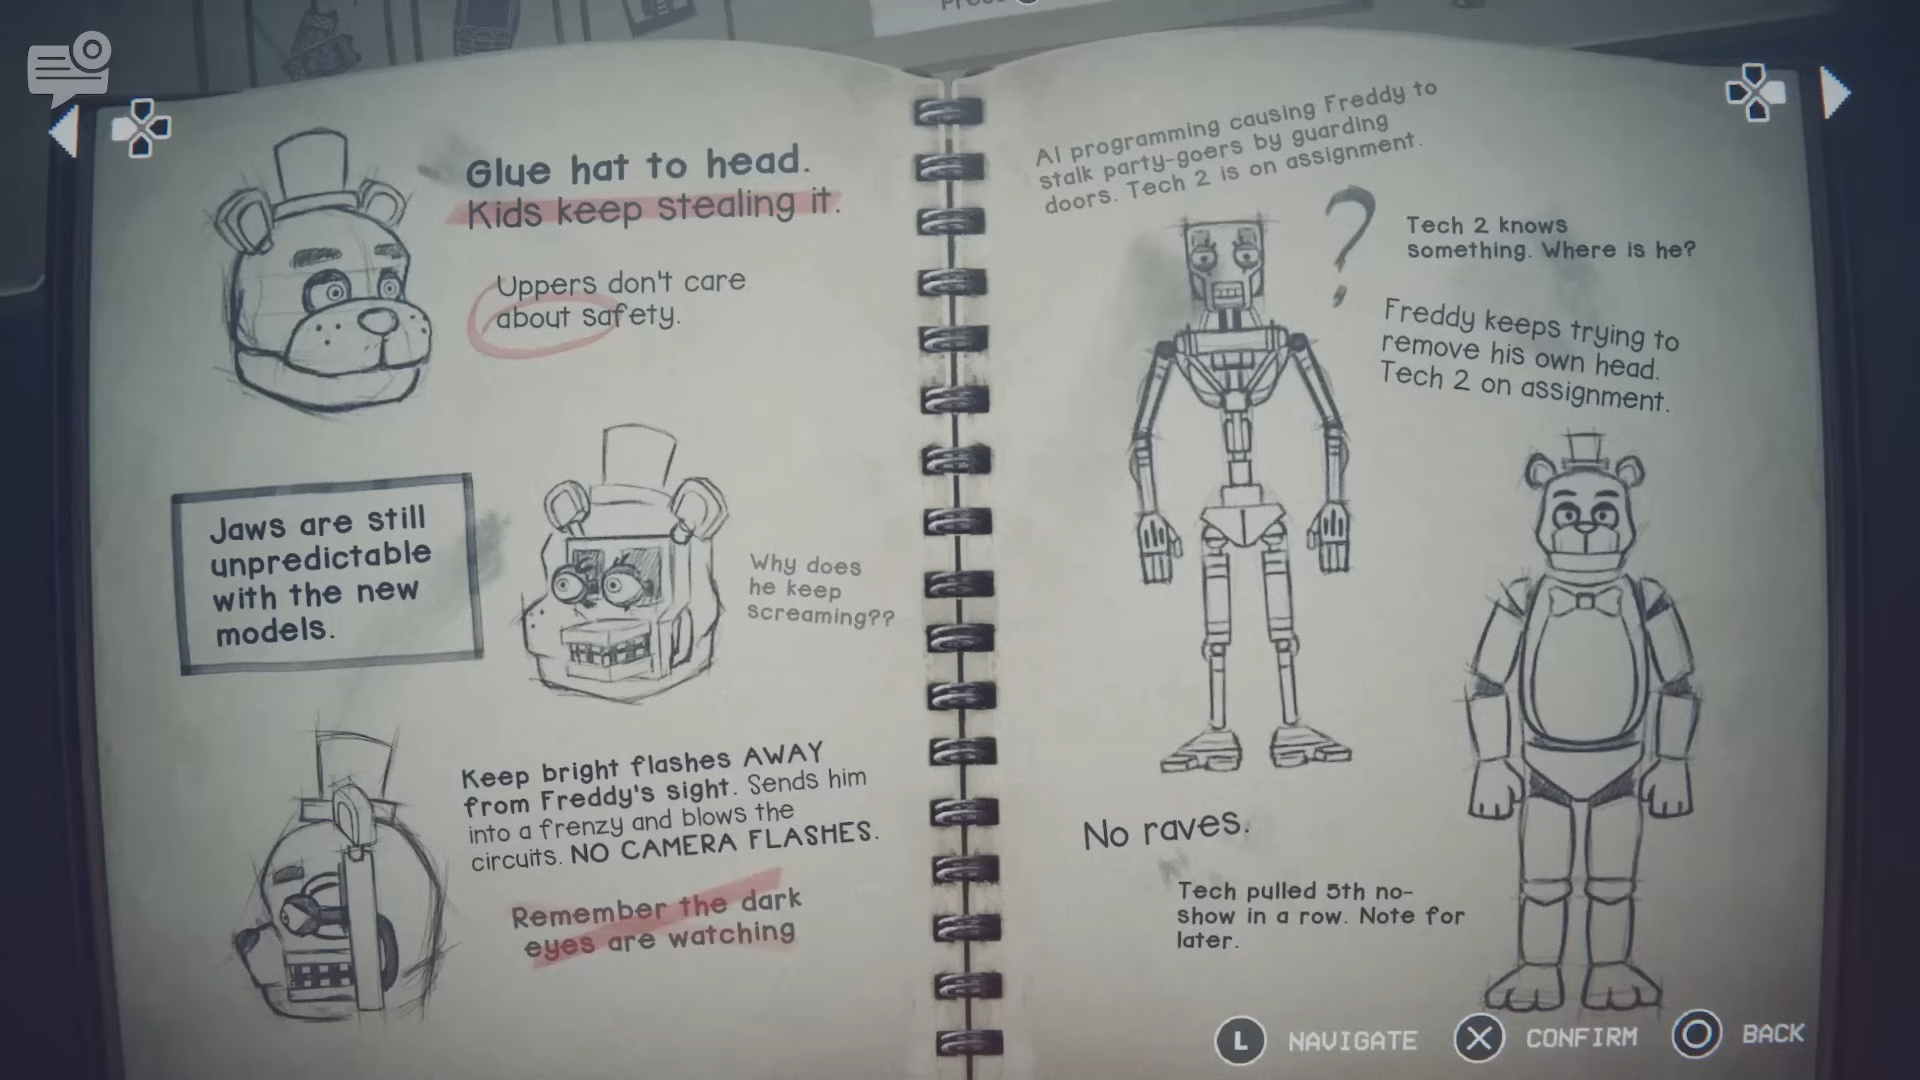 Glue hat to head.
Kids keep stealing it.
Uppers don't care
about safety.
Jaws are still
unpredictable
with the new
models.
Why does
he keep
screaming??
Keep bright flashes AWAY
from Freddy's sight. Sends him
into a frenzy and blows the
circuits. NO CAMERA FLASHES.
Remember the dark
eyes are watching
AI programming causing Freddy to
stalk party-goers by guarding
doors. Tech 2 is on assignment.
?
Tech 2 knows
something. Where is he?
Freddy keeps trying to
remove his own head.
Tech 2 on assignment.
No raves.
Tech pulled 5th no-
show in a row. Note for
later.
L NAVIGATE X CONFIRM O BACK